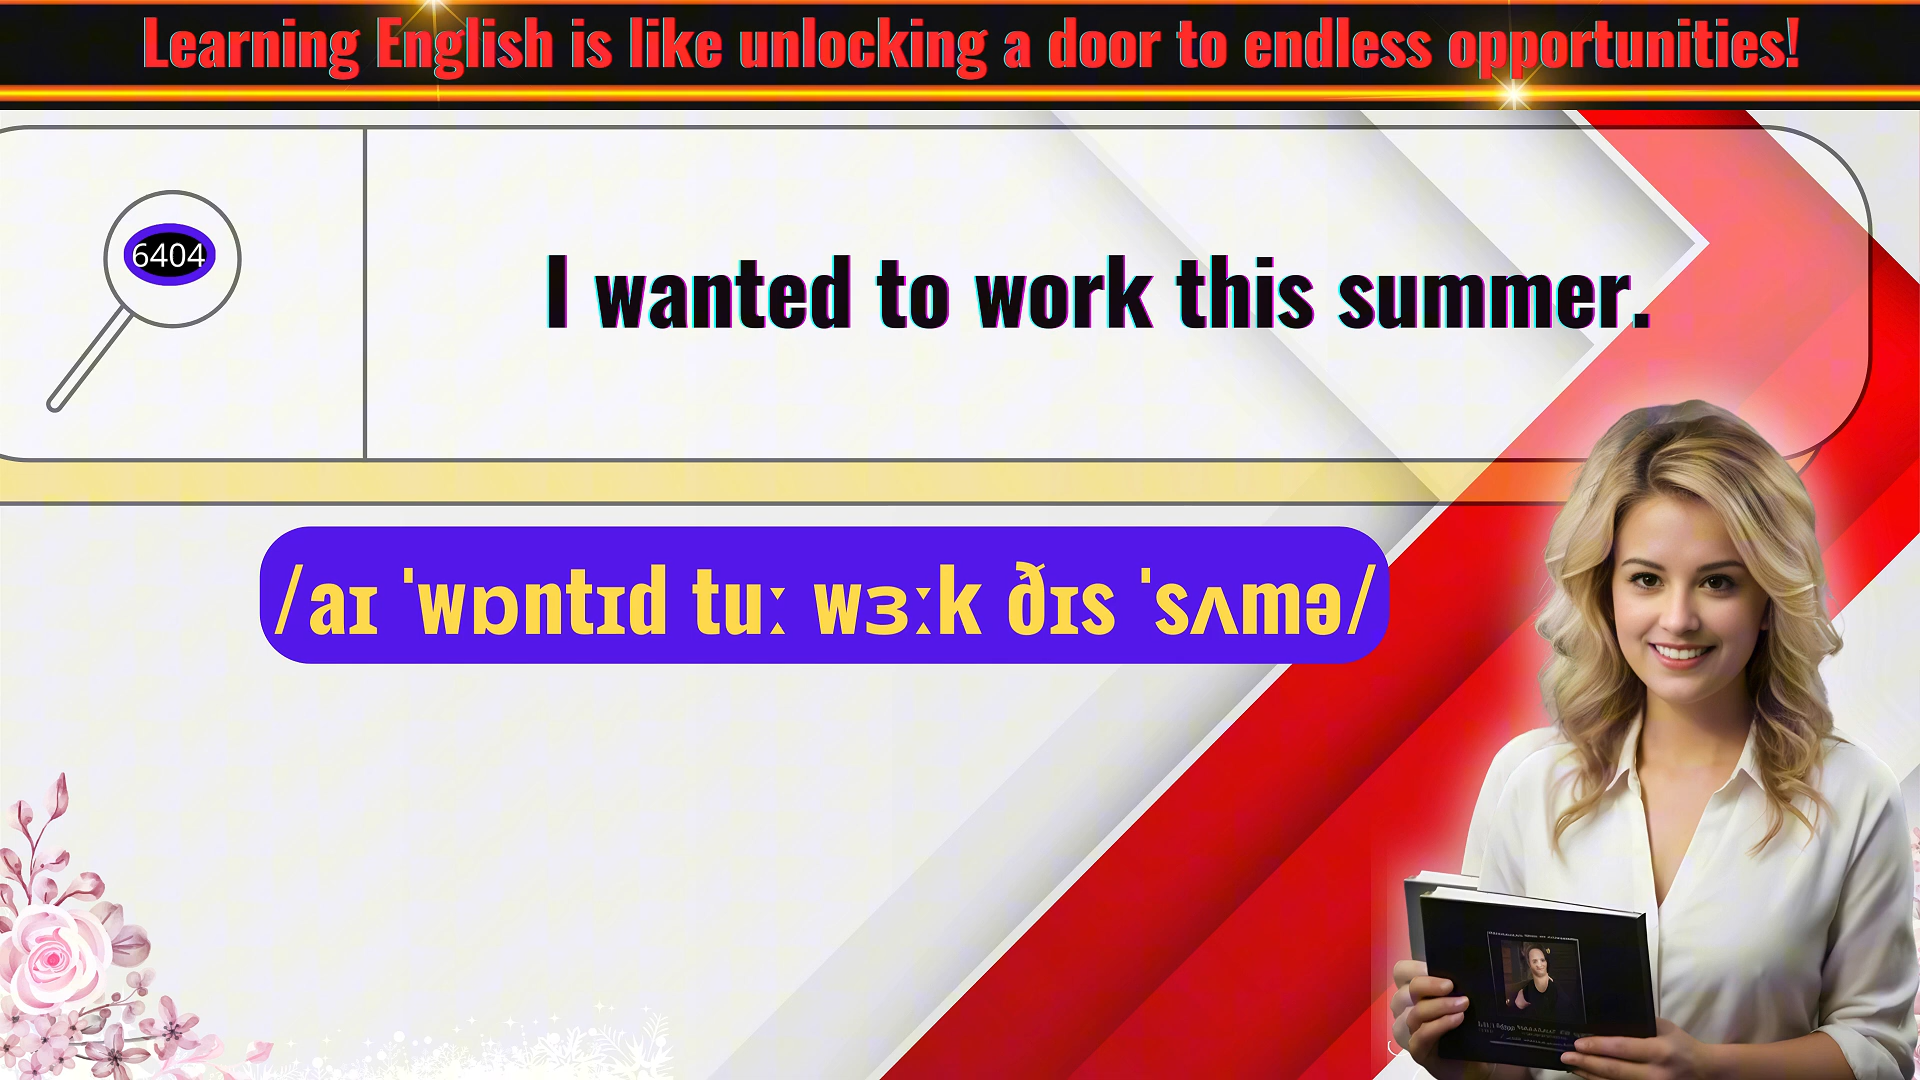 Learning English is like unlocking a door to endless opportunities!
6404
I wanted to work this summer.
/aɪ ˈwɒntɪd tuː wɜːk ðɪs ˈsʌmə/